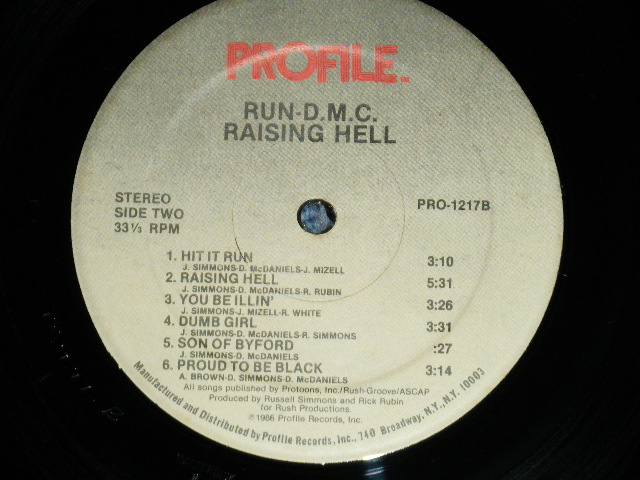 PROFILE™
RUN-D.M.C.
RAISING HELL
STEREO
SIDE TWO
33⅓ RPM
PRO-1217B
1. HIT IT RUN 3:10
J. SIMMONS-D. McDANIELS-J. MIZELL
2. RAISING HELL 5:31
J. SIMMONS-D. McDANIELS-R. RUBIN
3. YOU BE ILLIN' 3:26
J. SIMMONS-J. MIZELL-R. WHITE
4. DUMB GIRL 3:31
J. SIMMONS-D. McDANIELS-R. SIMMONS
5. SON OF BYFORD :27
J. SIMMONS-D. McDANIELS
6. PROUD TO BE BLACK 3:14
A. BROWN-D. SIMMONS-D. McDANIELS
All songs published by Protoons, Inc./Rush-Groove/ASCAP
Produced by Russell Simmons and Rick Rubin
for Rush Productions.
©1986 Profile Records, Inc.
Manufactured and Distributed by Profile Records, Inc., 740 Broadway, N.Y., N.Y. 10003